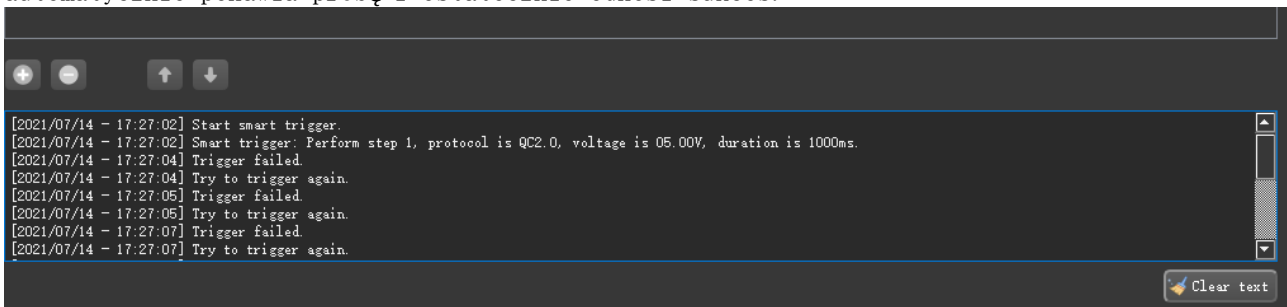 [2021/07/14 - 17:27:02] Start smart trigger.
[2021/07/14 - 17:27:02] Smart trigger: Perform step 1, protocol is QC2.0, voltage is 05.00V, duration is 1000ms.
[2021/07/14 - 17:27:04] Trigger failed.
[2021/07/14 - 17:27:04] Try to trigger again.
[2021/07/14 - 17:27:05] Trigger failed.
[2021/07/14 - 17:27:05] Try to trigger again.
[2021/07/14 - 17:27:07] Trigger failed.
[2021/07/14 - 17:27:07] Try to trigger again.
Clear text